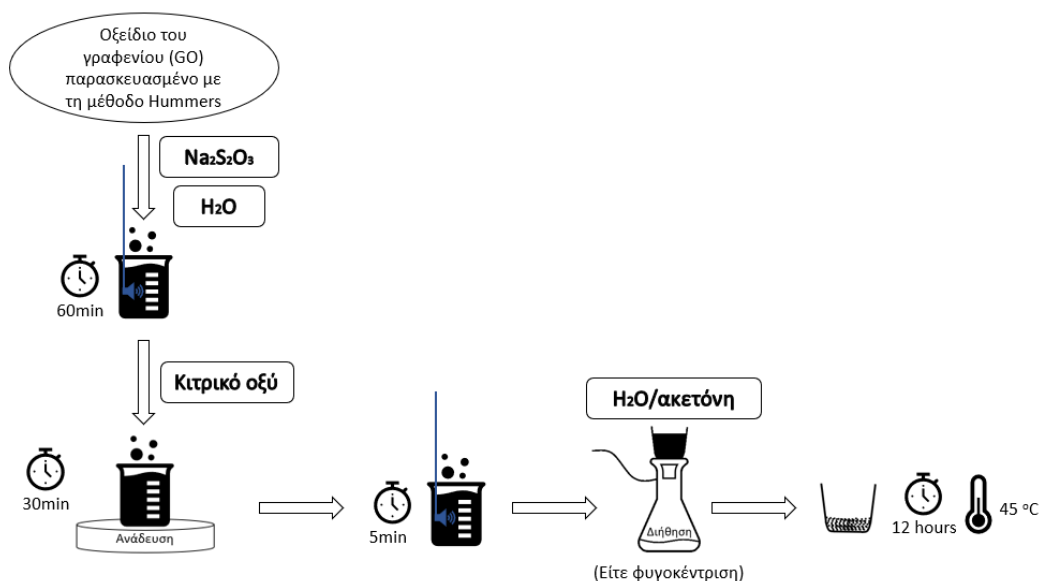 Οξείδιο του
γραφενίου (GO)
παρασκευασμένο με
τη μέθοδο Hummers
Na₂S₂O₃
H₂O
60min
Κιτρικό οξύ
30min
Ανάδευση
5min
H₂O/ακετόνη
Διήθηση
(Είτε φυγοκέντριση)
12 hours
45 ᵒC